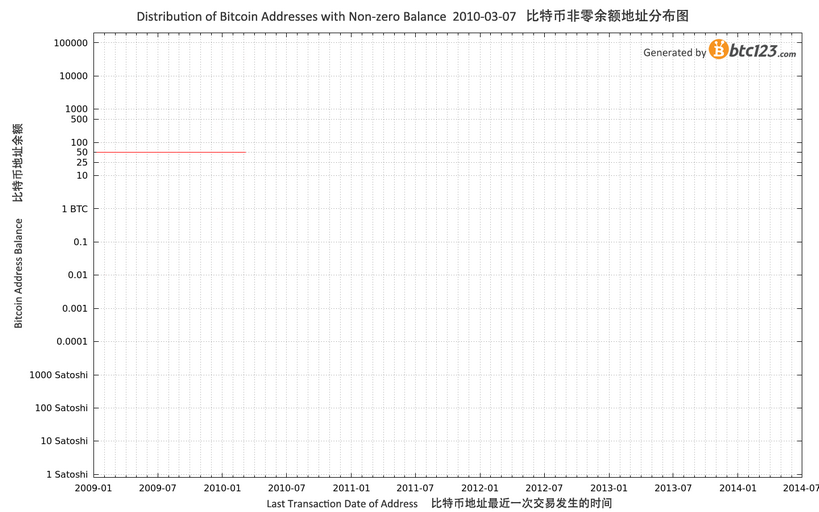 Distribution of Bitcoin Addresses with Non-zero Balance 2010-03-07 比特币非零余额地址分布图
Generated by btc123.com
100000
10000
1000
500
100
50
25
10
1 BTC
0.1
0.01
0.001
0.0001
1000 Satoshi
100 Satoshi
10 Satoshi
1 Satoshi
Bitcoin Address Balance 比特币地址余额
2009-01 2009-07 2010-01 2010-07 2011-01 2011-07 2012-01 2012-07 2013-01 2013-07 2014-01 2014-07
Last Transaction Date of Address 比特币地址最近一次交易发生的时间